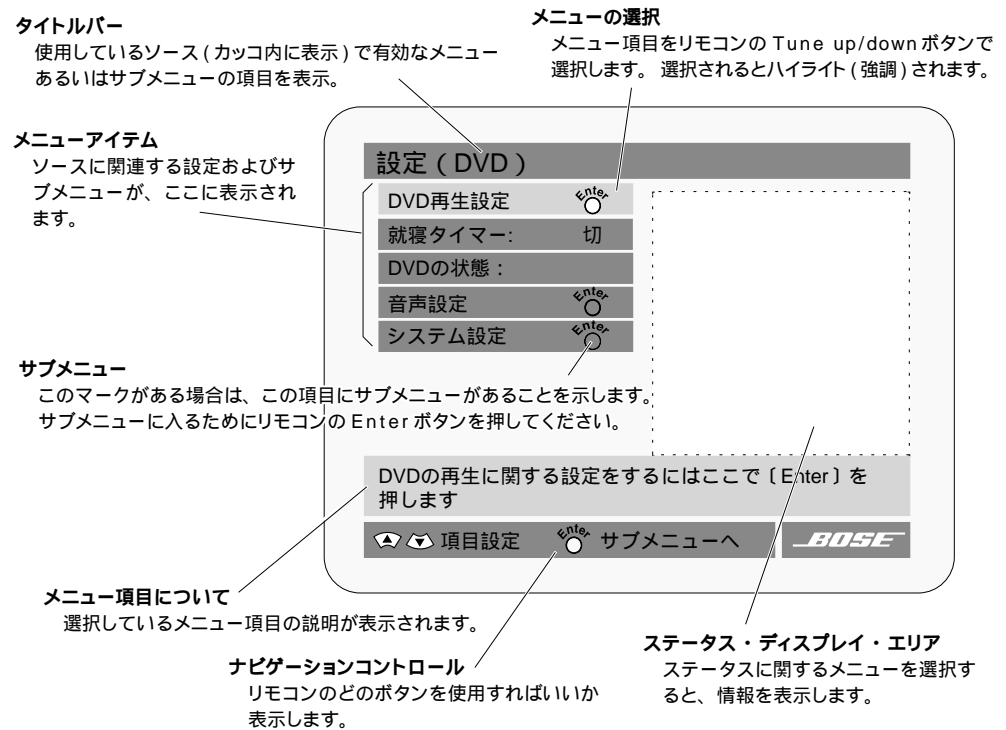 タイトルバー
使用しているソース(カッコ内に表示)で有効なメニュー
あるいはサブメニューの項目を表示。
メニューの選択
メニュー項目をリモコンの Tune up/downボタンで
選択します。 選択されるとハイライト(強調)されます。
メニューアイテム
ソースに関連する設定およびサ
ブメニューが、ここに表示され
ます。
設定(DVD)
DVD再生設定 Enter
就寝タイマー: 切
DVDの状態:
音声設定 Enter
システム設定 Enter
サブメニュー
このマークがある場合は、この項目にサブメニューがあることを示します。
サブメニューに入るためにリモコンの Enter ボタンを押してください。
DVDの再生に関する設定をするにはここで〔Enter〕を
押します
項目設定 Enter サブメニューへ BOSE
メニュー項目について
選択しているメニュー項目の説明が表示されます。
ナビゲーションコントロール
リモコンのどのボタンを使用すればいいか
表示します。
ステータス・ディスプレイ・エリア
ステータスに関するメニューを選択す
ると、情報を表示します。